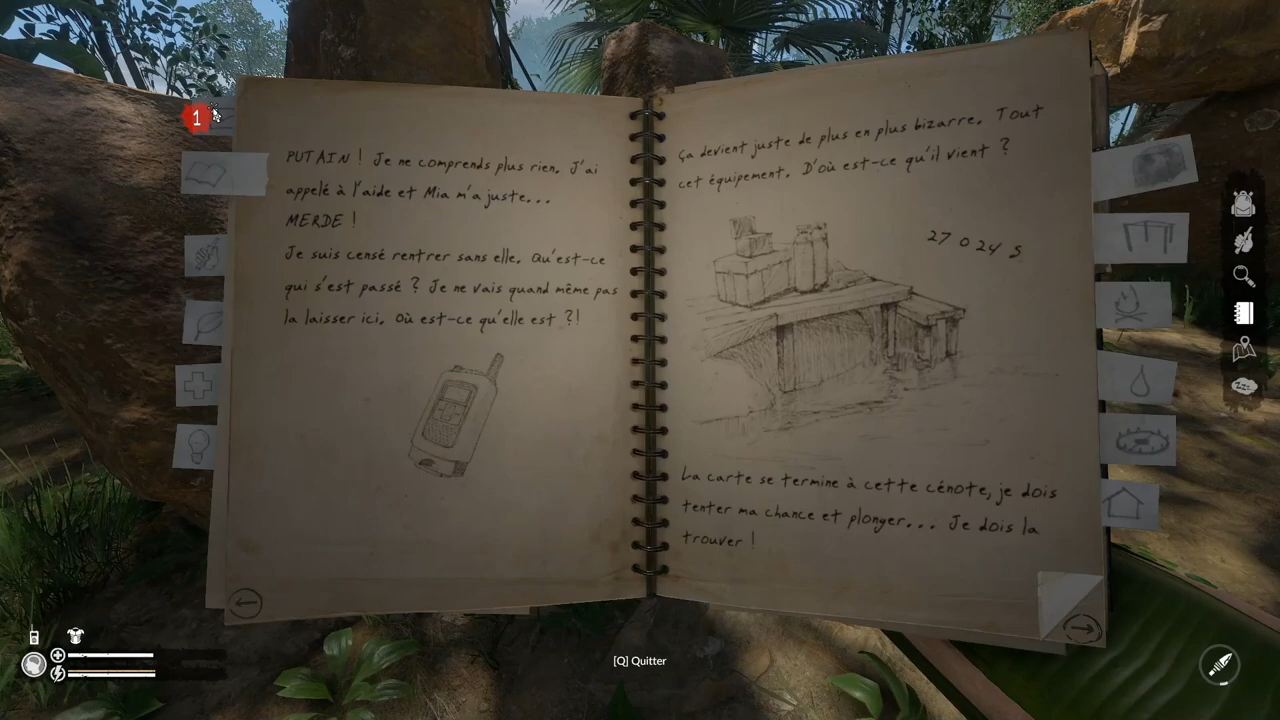 1
PUTAIN ! Je ne comprends plus rien. J'ai
appelé à l'aide et Mia m'a juste...
MERDE !
Je suis censé rentrer sans elle. Qu'est-ce
qui s'est passé ? Je ne vais quand même pas
la laisser ici. Où est-ce qu'elle est ?!
Ça devient juste de plus en plus bizarre. Tout
cet équipement. D'où est-ce qu'il vient ?
27 024 S
La carte se termine à cette cénote, je dois
tenter ma chance et plonger... Je dois la
trouver !
[Q] Quitter